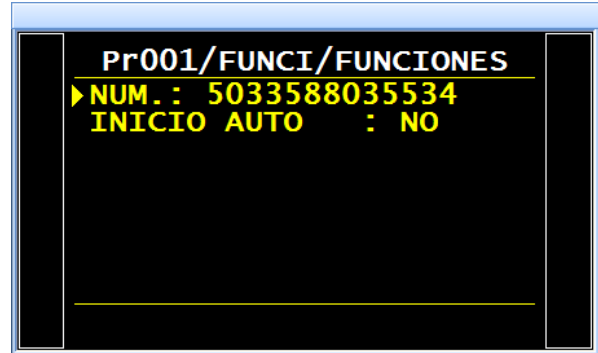 Pr001/FUNCI/FUNCIONES
NUM.: 5033588035534
INICIO AUTO : NO